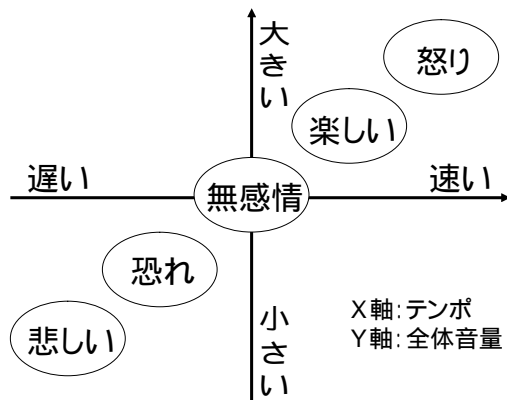 大きい
怒り
楽しい
遅い
速い
無感情
恐れ
悲しい
小さい
X軸:テンポ
Y軸:全体音量